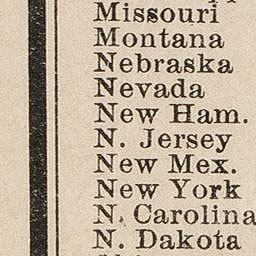 Missouri
Montana
Nebraska
Nevada
New Ham.
N. Jersey
New Mex.
New York
N. Carolina
N. Dakota